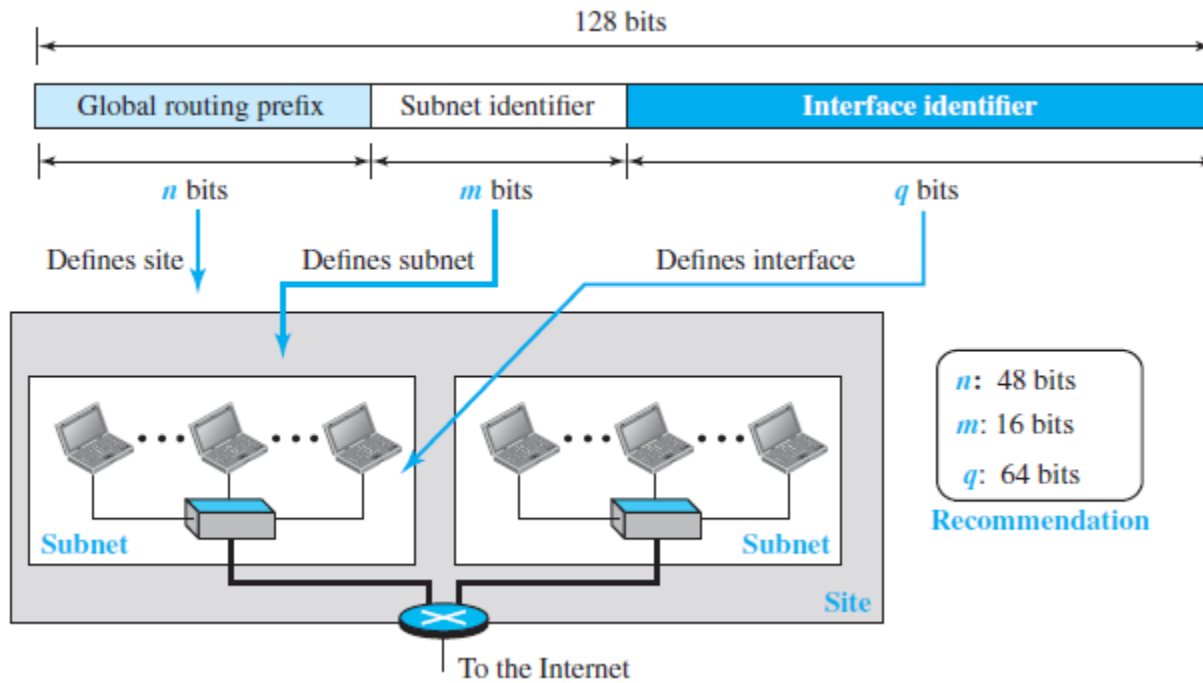 128 bits
Global routing prefix Subnet identifier Interface identifier
n bits m bits q bits
Defines site Defines subnet Defines interface
n: 48 bits
m: 16 bits
q: 64 bits
Recommendation
Subnet Subnet
Site
To the Internet